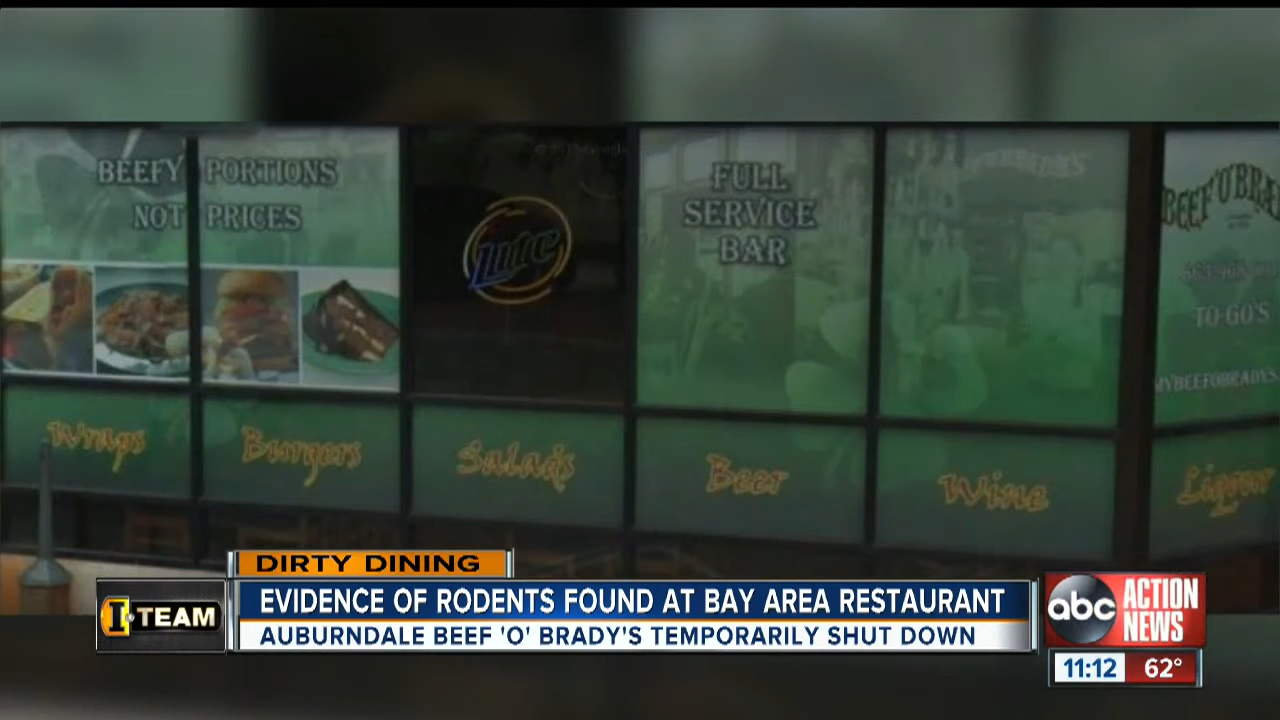 BEEFY PORTIONS
NOT PRICES
Lite
FULL
SERVICE
BAR
BEEF 'O' BRA
TO-GO'S
MYBEEFOBRADYS.
Wraps
Burgers
Salads
Beer
Wine
Liquor
DIRTY DINING
I-TEAM
EVIDENCE OF RODENTS FOUND AT BAY AREA RESTAURANT
AUBURNDALE BEEF 'O' BRADY'S TEMPORARILY SHUT DOWN
abc ACTION
NEWS
11:12 62°